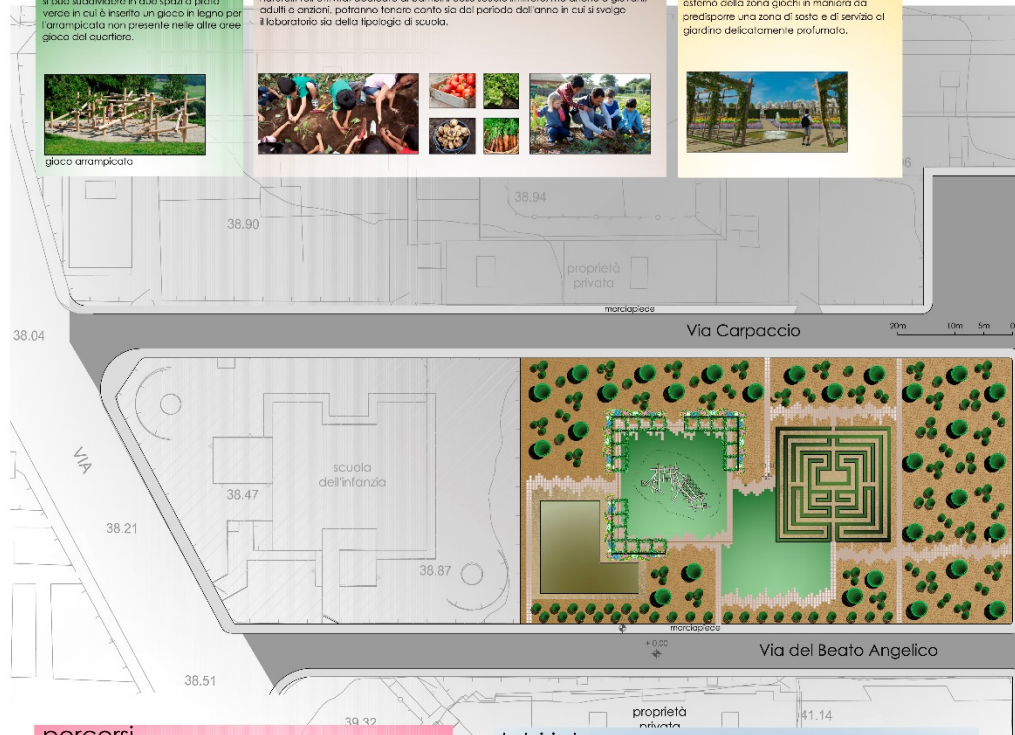 si può suddividere in due spazi a prato
verde in cui è inserito un gioco in legno per
l'arrampicata non presente nelle altre aree
gioco del quartiere.
gioco arrampicata
adulti e anziani, potranno tenere conto sia del periodo dell'anno in cui si svolge
il laboratorio sia della tipologia di scuola.
esterno della zona giochi in maniera da
predisporre una zona di sosta e di servizio al
giardino delicatamente profumato.
38.94
38.90
proprietà
privata
marciapiede
38.04
Via Carpaccio
20m 10m 5m 0
VIA
scuola
dell'infanzia
38.47
38.21
38.87
marciapiede
+ 0,00
Via del Beato Angelico
38.51
39.32
proprietà
privata
41.14
percorsi